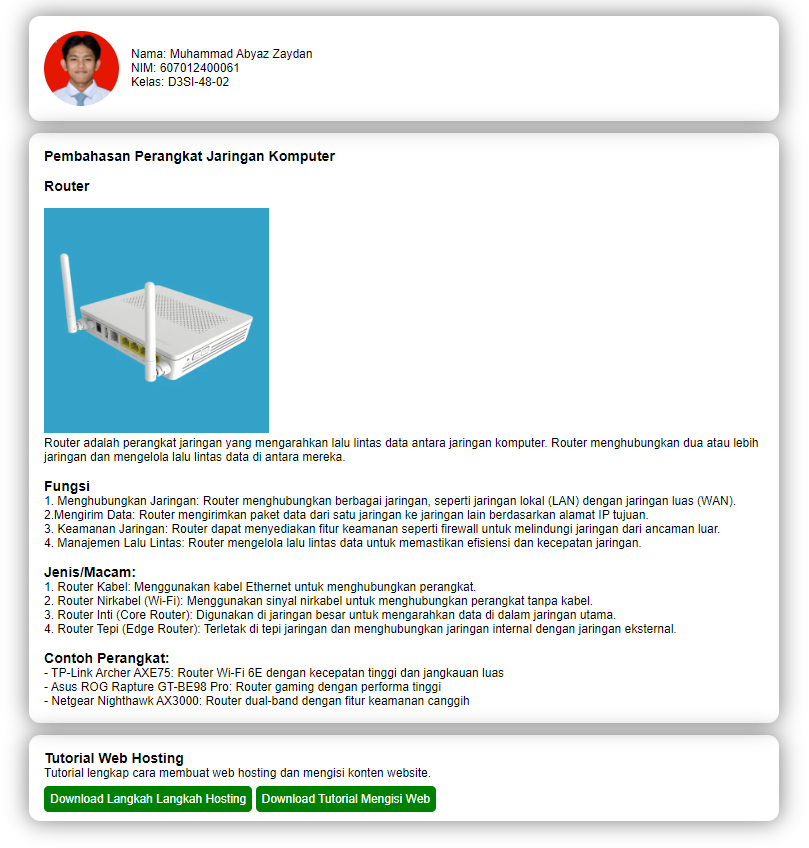 Nama: Muhammad Abyaz Zaydan
NIM: 607012400061
Kelas: D3SI-48-02
Pembahasan Perangkat Jaringan Komputer
Router
Router adalah perangkat jaringan yang mengarahkan lalu lintas data antara jaringan komputer. Router menghubungkan dua atau lebih
jaringan dan mengelola lalu lintas data di antara mereka.
Fungsi
1. Menghubungkan Jaringan: Router menghubungkan berbagai jaringan, seperti jaringan lokal (LAN) dengan jaringan luas (WAN).
2.Mengirim Data: Router mengirimkan paket data dari satu jaringan ke jaringan lain berdasarkan alamat IP tujuan.
3. Keamanan Jaringan: Router dapat menyediakan fitur keamanan seperti firewall untuk melindungi jaringan dari ancaman luar.
4. Manajemen Lalu Lintas: Router mengelola lalu lintas data untuk memastikan efisiensi dan kecepatan jaringan.
Jenis/Macam:
1. Router Kabel: Menggunakan kabel Ethernet untuk menghubungkan perangkat.
2. Router Nirkabel (Wi-Fi): Menggunakan sinyal nirkabel untuk menghubungkan perangkat tanpa kabel.
3. Router Inti (Core Router): Digunakan di jaringan besar untuk mengarahkan data di dalam jaringan utama.
4. Router Tepi (Edge Router): Terletak di tepi jaringan dan menghubungkan jaringan internal dengan jaringan eksternal.
Contoh Perangkat:
- TP-Link Archer AXE75: Router Wi-Fi 6E dengan kecepatan tinggi dan jangkauan luas
- Asus ROG Rapture GT-BE98 Pro: Router gaming dengan performa tinggi
- Netgear Nighthawk AX3000: Router dual-band dengan fitur keamanan canggih
Tutorial Web Hosting
Tutorial lengkap cara membuat web hosting dan mengisi konten website.
Download Langkah Langkah Hosting Download Tutorial Mengisi Web